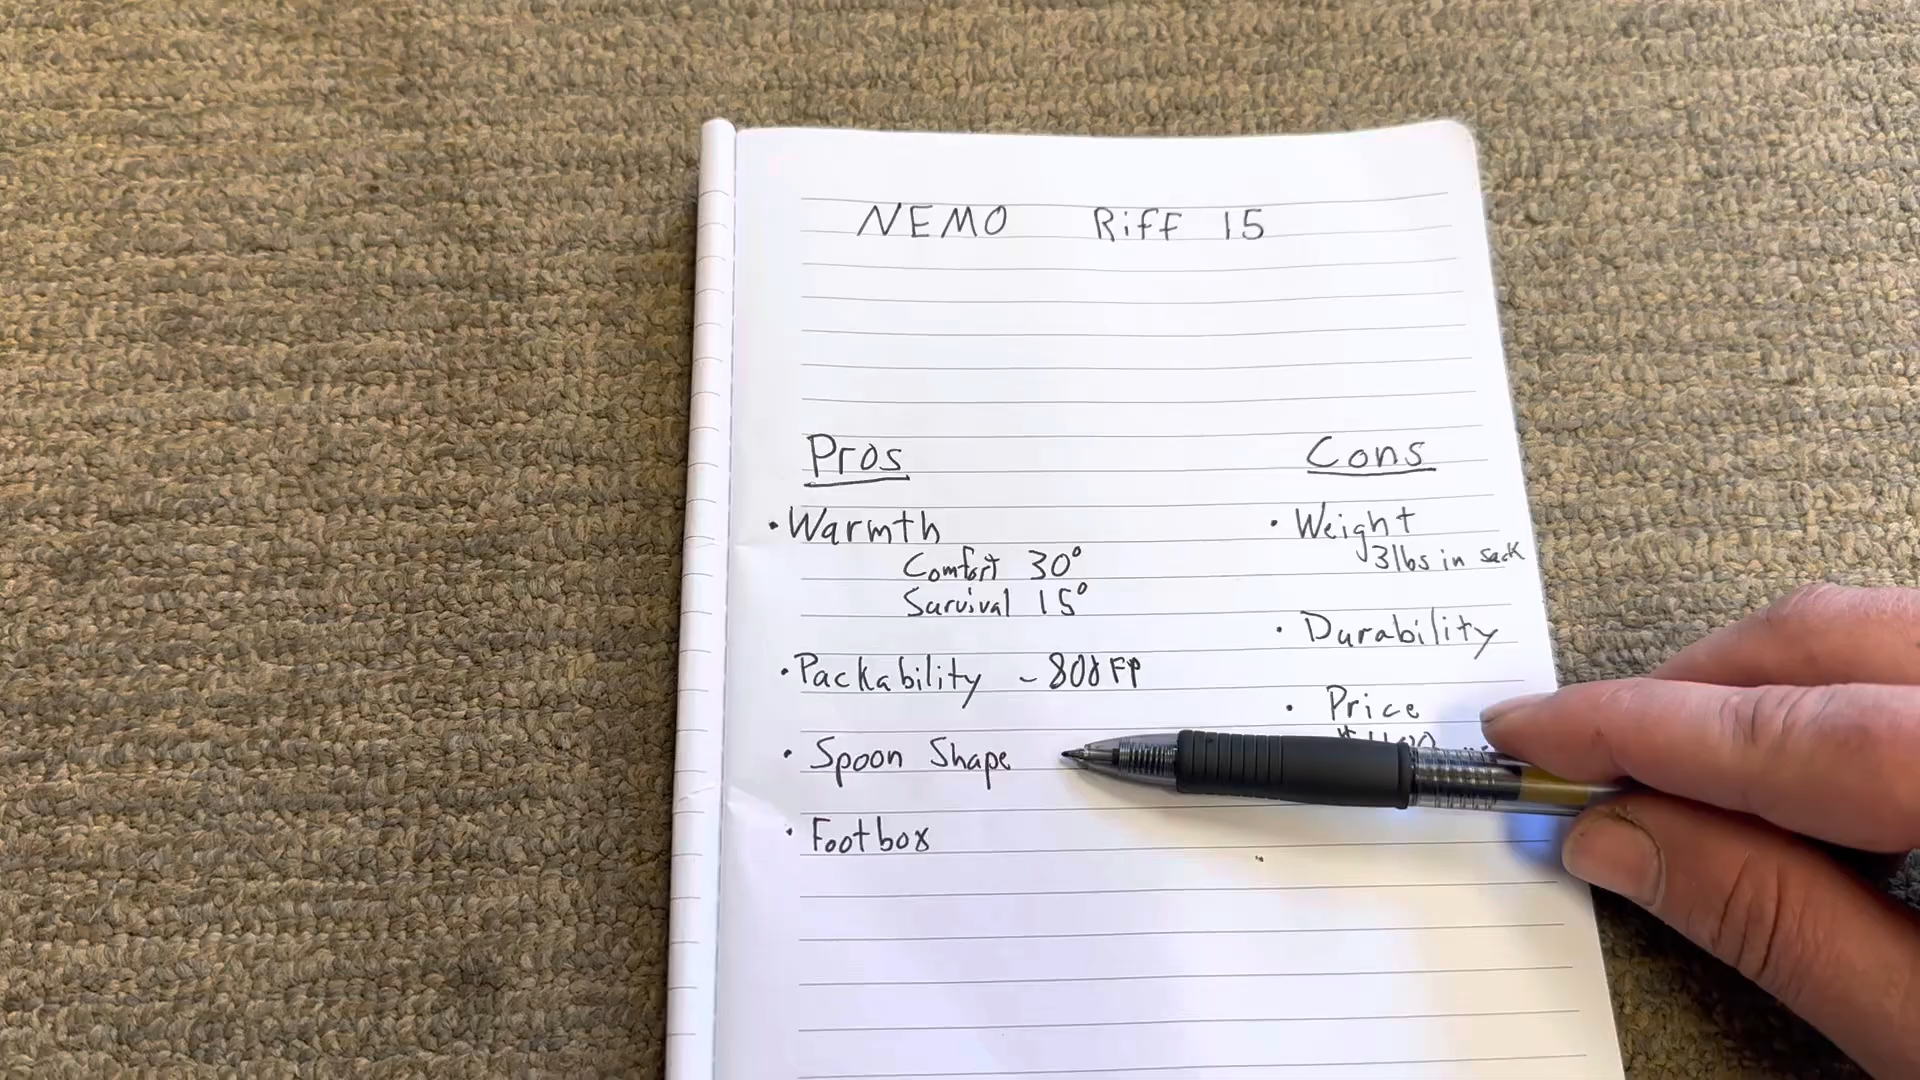 NEMO Riff 15
Pros
• Warmth
Comfort 30°
Survival 15°
• Packability - 800 FP
• Spoon Shape
• Footbox
Cons
• Weight
3lbs in sack
• Durability
• Price